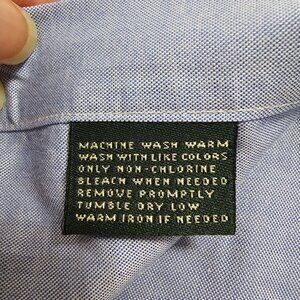 MACHINE WASH WARM
WASH WITH LIKE COLORS
ONLY NON-CHLORINE
BLEACH WHEN NEEDED
REMOVE PROMPTLY
TUMBLE DRY LOW
WARM IRON IF NEEDED